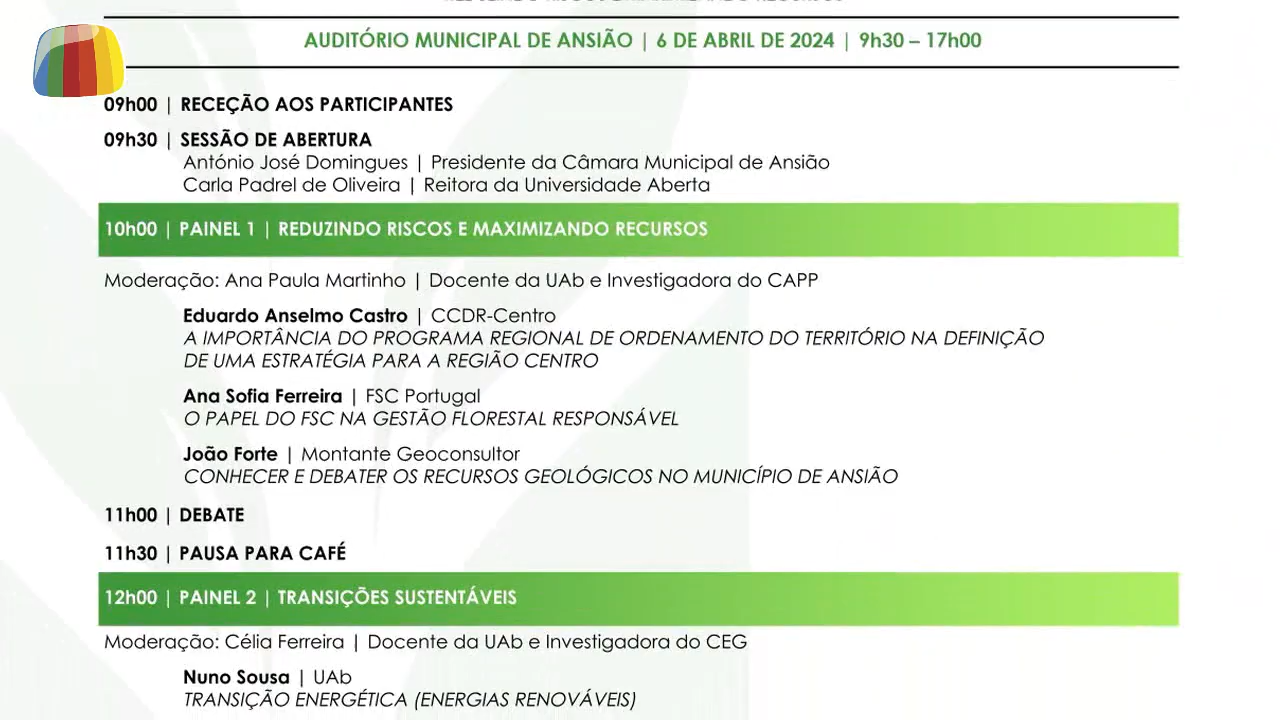 AUDITÓRIO MUNICIPAL DE ANSIÃO | 6 DE ABRIL DE 2024 | 9h30 – 17h00
09h00 | RECEÇÃO AOS PARTICIPANTES
09h30 | SESSÃO DE ABERTURA
António José Domingues | Presidente da Câmara Municipal de Ansião
Carla Padrel de Oliveira | Reitora da Universidade Aberta
10h00 | PAINEL 1 | REDUZINDO RISCOS E MAXIMIZANDO RECURSOS
Moderação: Ana Paula Martinho | Docente da UAb e Investigadora do CAPP
Eduardo Anselmo Castro | CCDR-Centro
A IMPORTÂNCIA DO PROGRAMA REGIONAL DE ORDENAMENTO DO TERRITÓRIO NA DEFINIÇÃO
DE UMA ESTRATÉGIA PARA A REGIÃO CENTRO
Ana Sofia Ferreira | FSC Portugal
O PAPEL DO FSC NA GESTÃO FLORESTAL RESPONSÁVEL
João Forte | Montante Geoconsultor
CONHECER E DEBATER OS RECURSOS GEOLÓGICOS NO MUNICÍPIO DE ANSIÃO
11h00 | DEBATE
11h30 | PAUSA PARA CAFÉ
12h00 | PAINEL 2 | TRANSIÇÕES SUSTENTÁVEIS
Moderação: Célia Ferreira | Docente da UAb e Investigadora do CEG
Nuno Sousa | UAb
TRANSIÇÃO ENERGÉTICA (ENERGIAS RENOVÁVEIS)